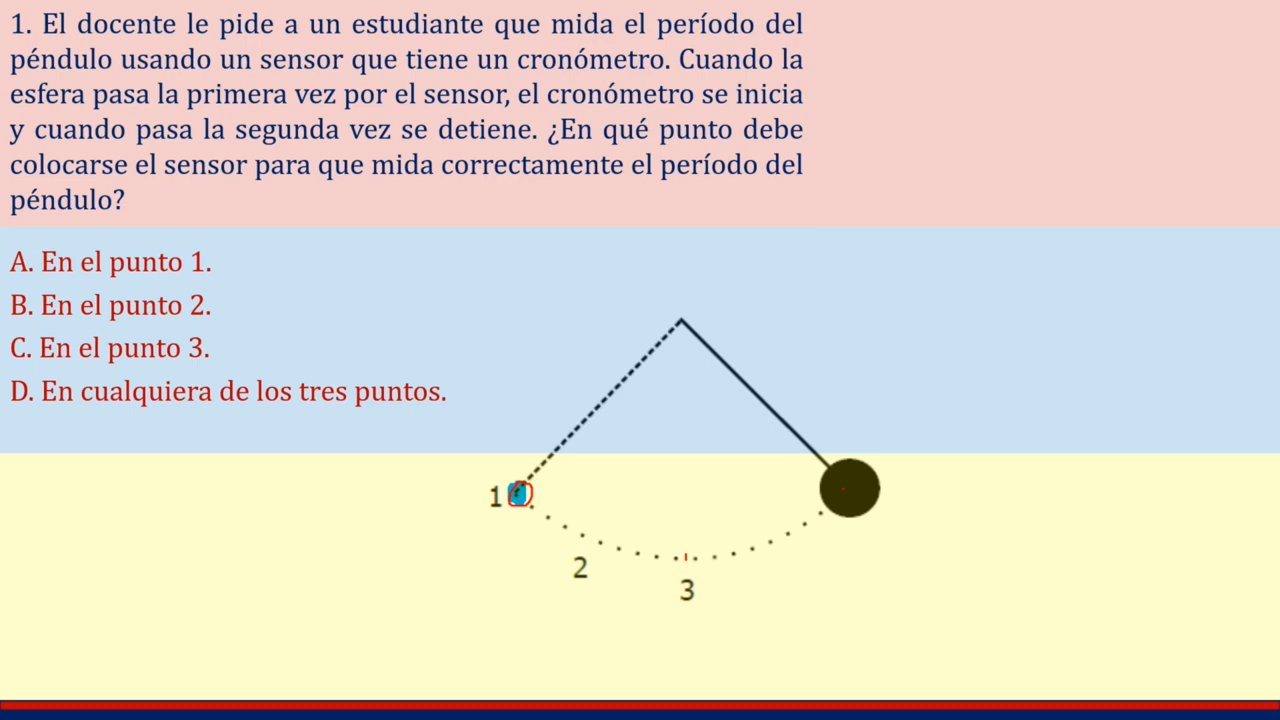 1. El docente le pide a un estudiante que mida el período del
péndulo usando un sensor que tiene un cronómetro. Cuando la
esfera pasa la primera vez por el sensor, el cronómetro se inicia
y cuando pasa la segunda vez se detiene. ¿En qué punto debe
colocarse el sensor para que mida correctamente el período del
péndulo?
A. En el punto 1.
B. En el punto 2.
C. En el punto 3.
D. En cualquiera de los tres puntos.
1
2
3